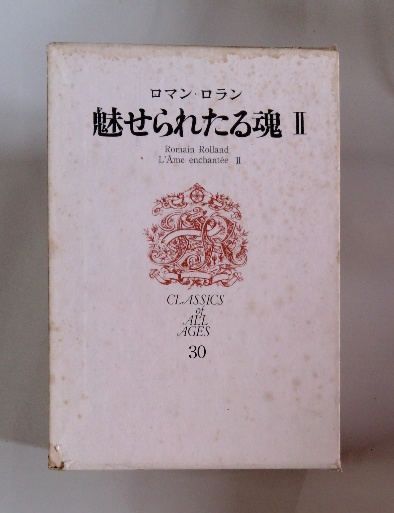 ロマン・ロラン
魅せられたる魂 II
Romain Rolland
L'Âme enchantée II
CLASSICS
of
ALL
AGES
30